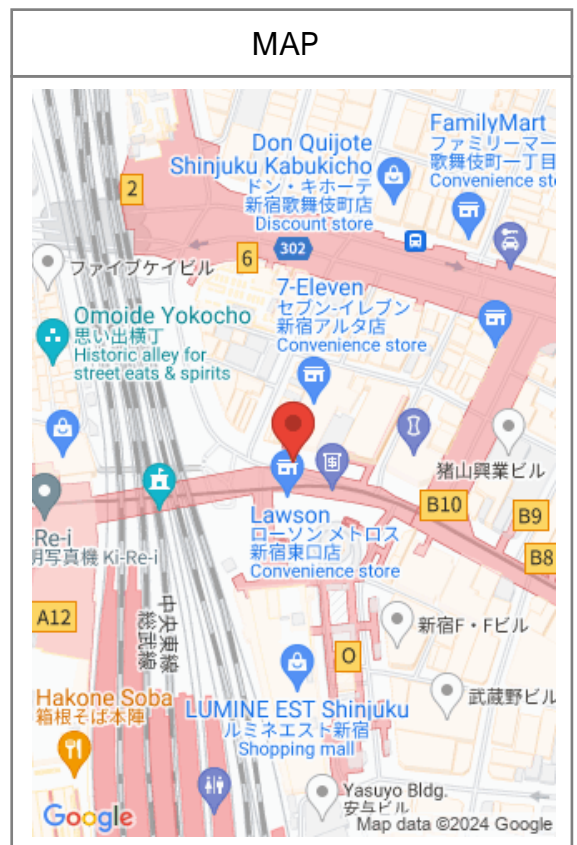 MAP
FamilyMart
ファミリーマー
歌舞伎町一丁目
Convenience st
Don Quijote
Shinjuku Kabukicho
ドン・キホーテ
新宿歌舞伎町店
Discount store
2
6
302
ファイブケイビル
7-Eleven
セブン-イレブン
新宿アルタ店
Convenience store
Omoide Yokocho
思い出横丁
Historic alley for
street eats & spirits
猪山興業ビル
B10
B9
B8
Re-i
明写真機 Ki-Re-i
Lawson
ローソン メトロス
新宿東口店
Convenience store
A12
中央東線
総武線
新宿F・Fビル
O
Hakone Soba
箱根そば本陣
LUMINE EST Shinjuku
ルミネエスト新宿
Shopping mall
武蔵野ビル
Yasuyo Bldg.
安与ビル
Google
Map data ©2024 Google